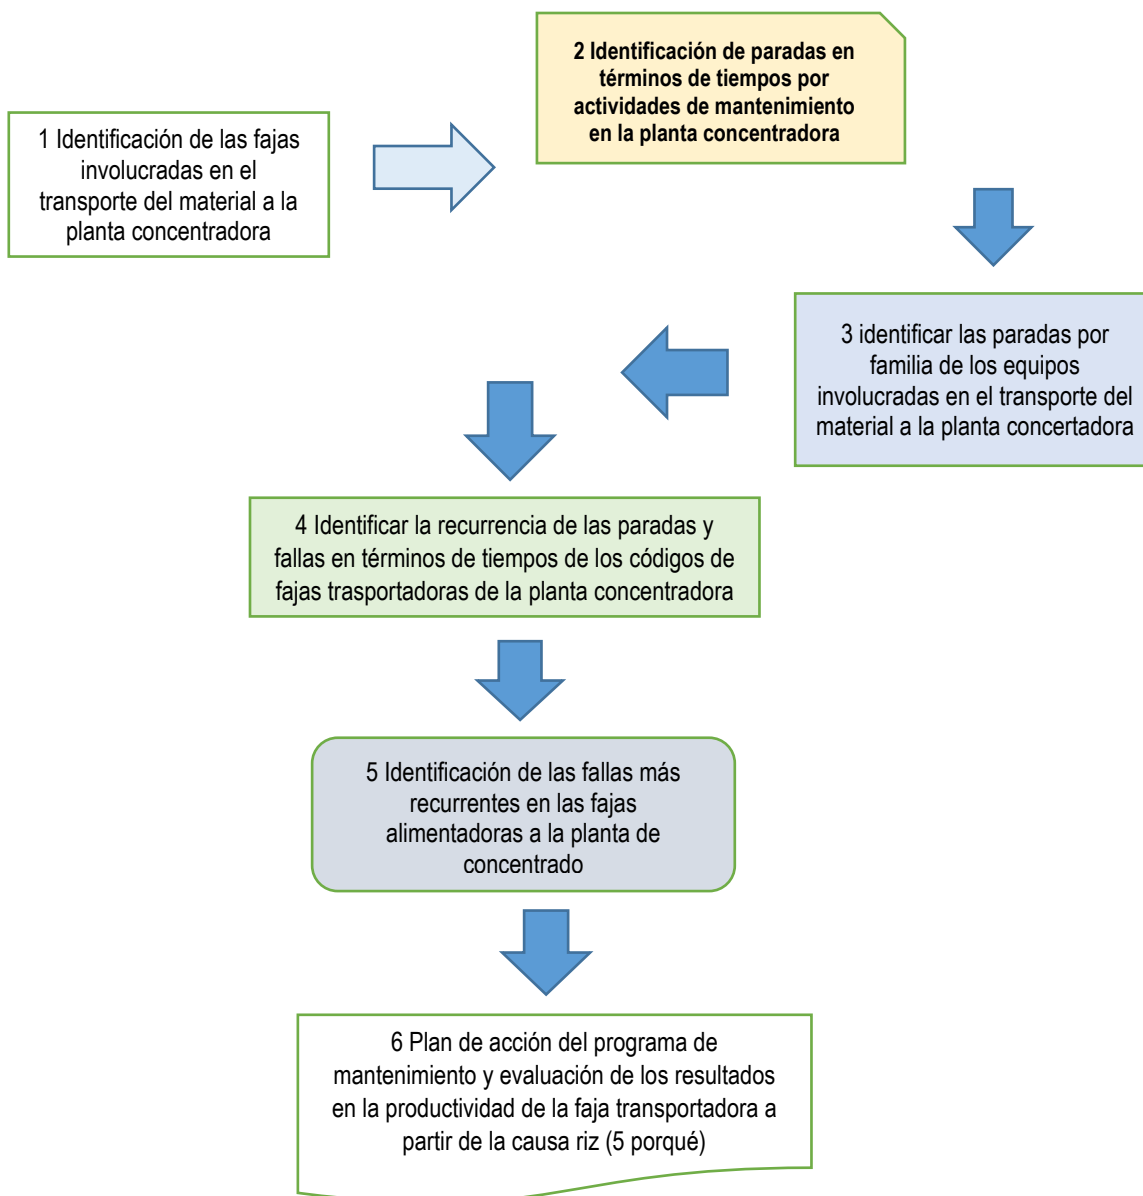 1 Identificación de las fajas
involucradas en el
transporte del material a la
planta concentradora
2 Identificación de paradas en
términos de tiempos por
actividades de mantenimiento
en la planta concentradora
3 identificar las paradas por
familia de los equipos
involucradas en el transporte del
material a la planta concertadora
4 Identificar la recurrencia de las paradas y
fallas en términos de tiempos de los códigos de
fajas trasportadoras de la planta concentradora
5 Identificación de las fallas más
recurrentes en las fajas
alimentadoras a la planta de
concentrado
6 Plan de acción del programa de
mantenimiento y evaluación de los resultados
en la productividad de la faja transportadora a
partir de la causa riz (5 porqué)